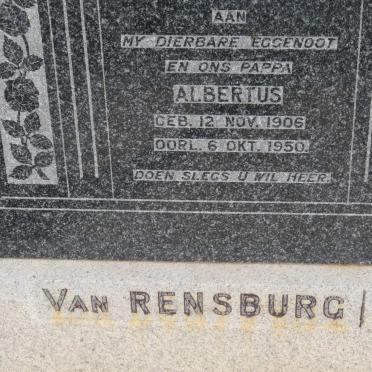 AAN
MY DIERBARE EGGENOOT
EN ONS PAPPA
ALBERTUS
GEB. 12 NOV. 1906
OORL. 6 OKT. 1950.
DOEN SLEGS U WIL HEER.
VAN RENSBURG